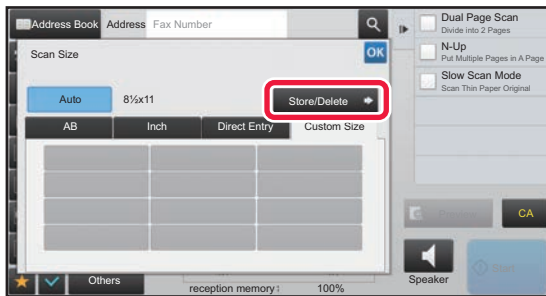 Address Book Address Fax Number
Scan Size
OK
Auto 8½x11 Store/Delete
AB Inch Direct Entry Custom Size
Dual Page Scan
Divide into 2 Pages
N-Up
Put Multiple Pages in A Page
Slow Scan Mode
Scan Thin Paper Original
Preview CA
Others
reception memory: 100%
Speaker
Start